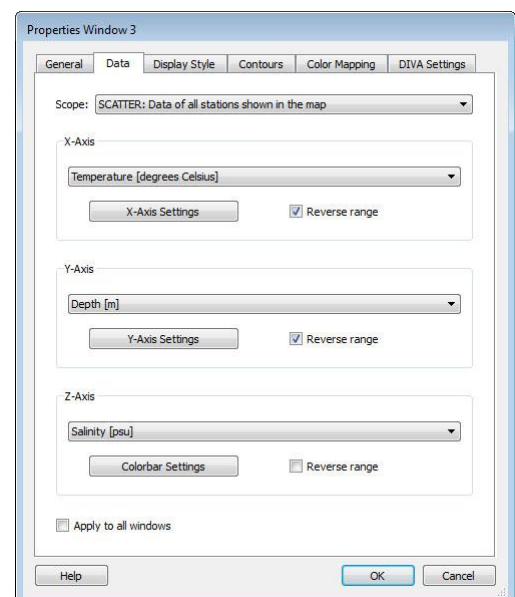 Properties Window 3
General Data Display Style Contours Color Mapping DIVA Settings
Scope: SCATTER: Data of all stations shown in the map
X-Axis
Temperature [degrees Celsius]
X-Axis Settings Reverse range
Y-Axis
Depth [m]
Y-Axis Settings Reverse range
Z-Axis
Salinity [psu]
Colorbar Settings Reverse range
Apply to all windows
Help OK Cancel